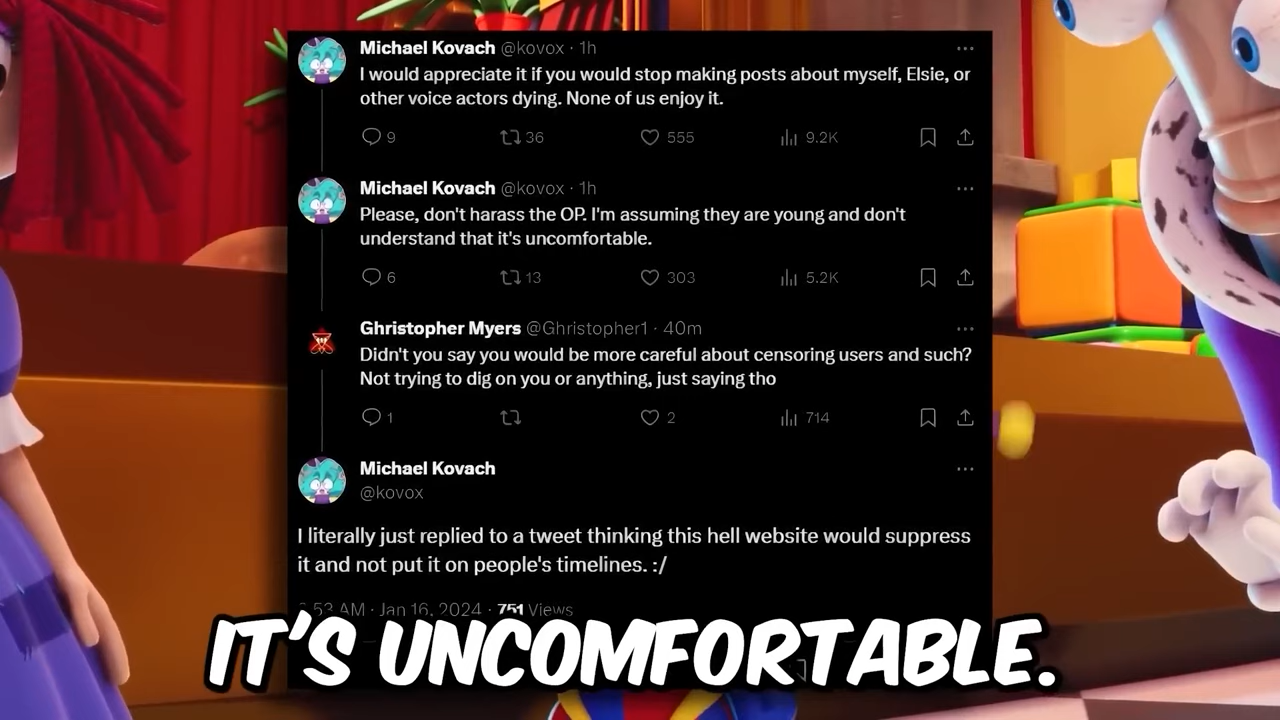 Michael Kovach @kovox · 1h
I would appreciate it if you would stop making posts about myself, Elsie, or
other voice actors dying. None of us enjoy it.
9 36 555 9.2K
Michael Kovach @kovox · 1h
Please, don't harass the OP. I'm assuming they are young and don't
understand that it's uncomfortable.
6 13 303 5.2K
Ghristopher Myers @Ghristopher1 · 40m
Didn't you say you would be more careful about censoring users and such?
Not trying to dig on you or anything, just saying tho
1 2 714
Michael Kovach
@kovox
I literally just replied to a tweet thinking this hell website would suppress
it and not put it on people's timelines. :/
:53 AM · Jan 16, 2024 · 751 Views
IT'S UNCOMFORTABLE.